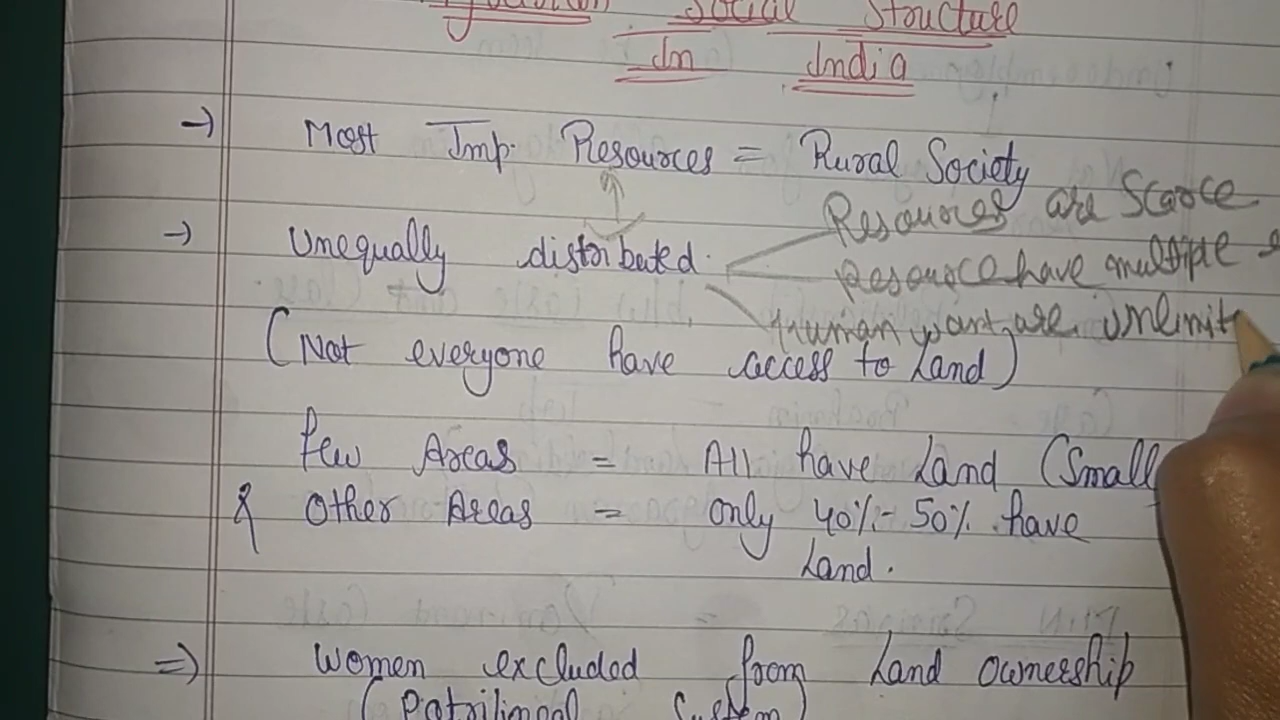 Social Structure
In India
→ Most Imp. Resources = Rural Society
Resources are Scarce
→ Unequally distributed.
Resource have multiple
Human want are unlimit
(Not everyone have access to Land)
Few Areas = All have Land (Small
& Other Areas = only 40%-50% have
Land.
⇒ Women excluded from Land ownership
(Patrilineal System)